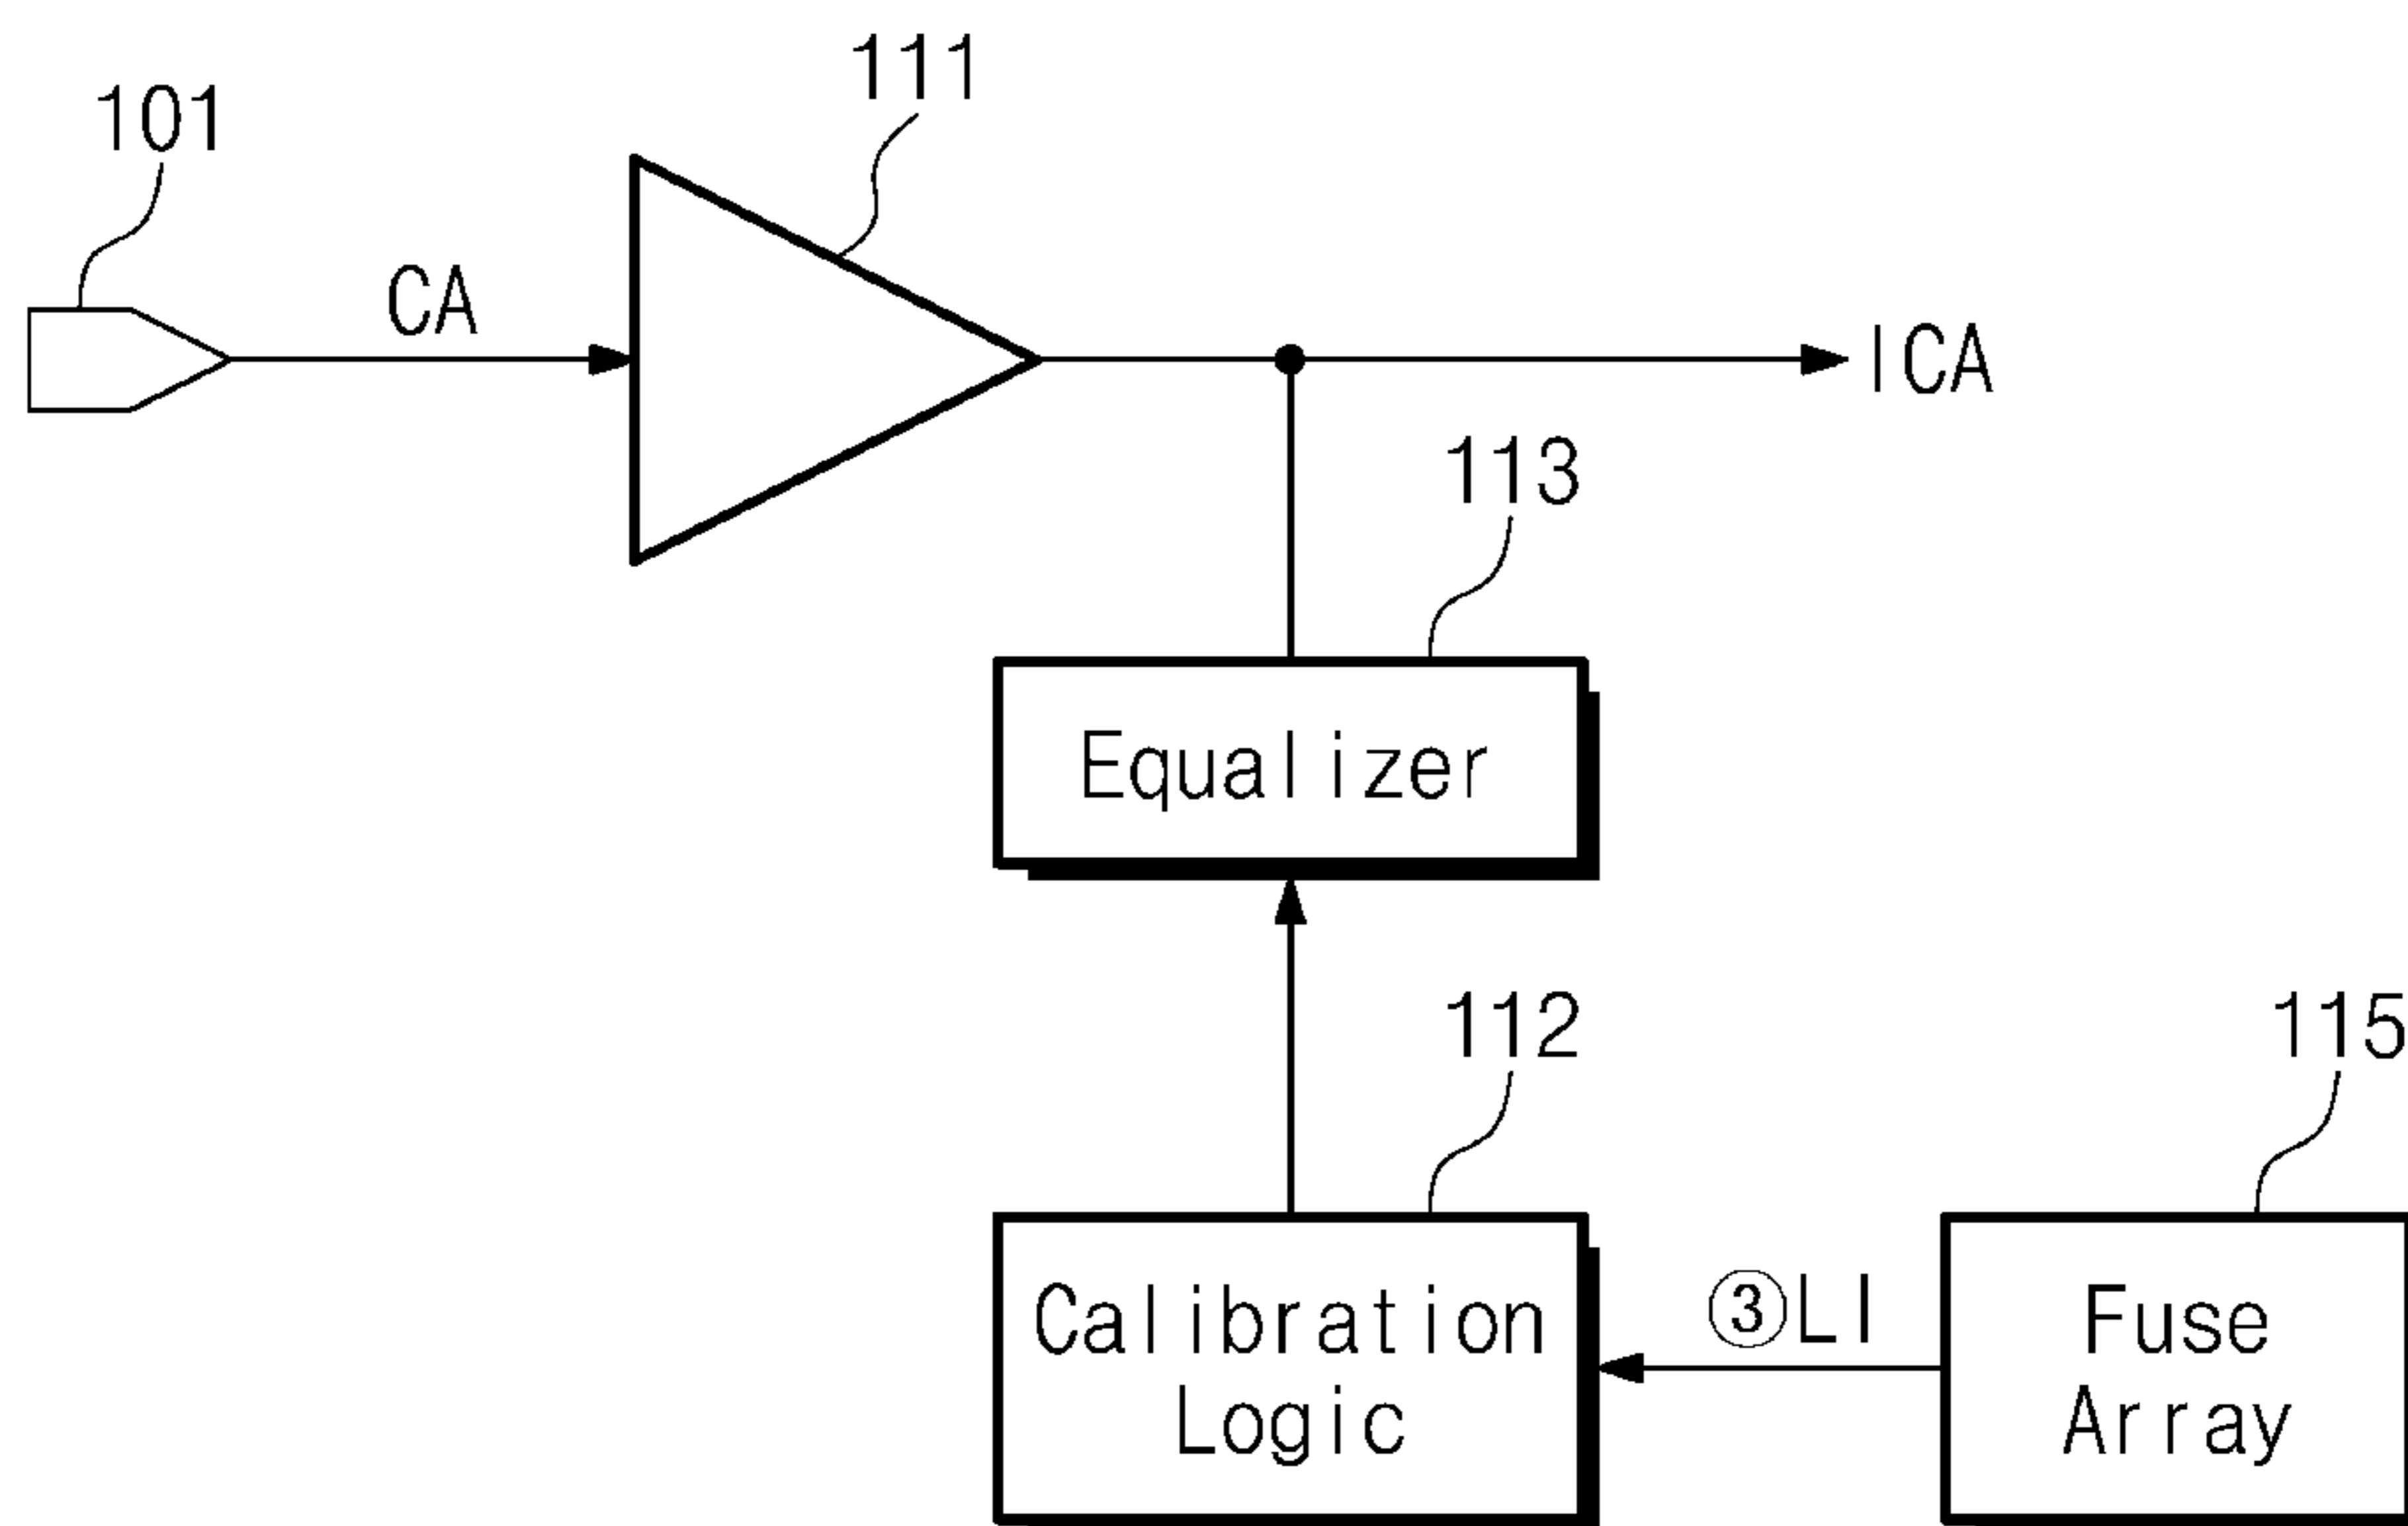 111
101
CA
ICA
113
Equalizer
112
115
Calibration
Logic
③LI
Fuse
Array